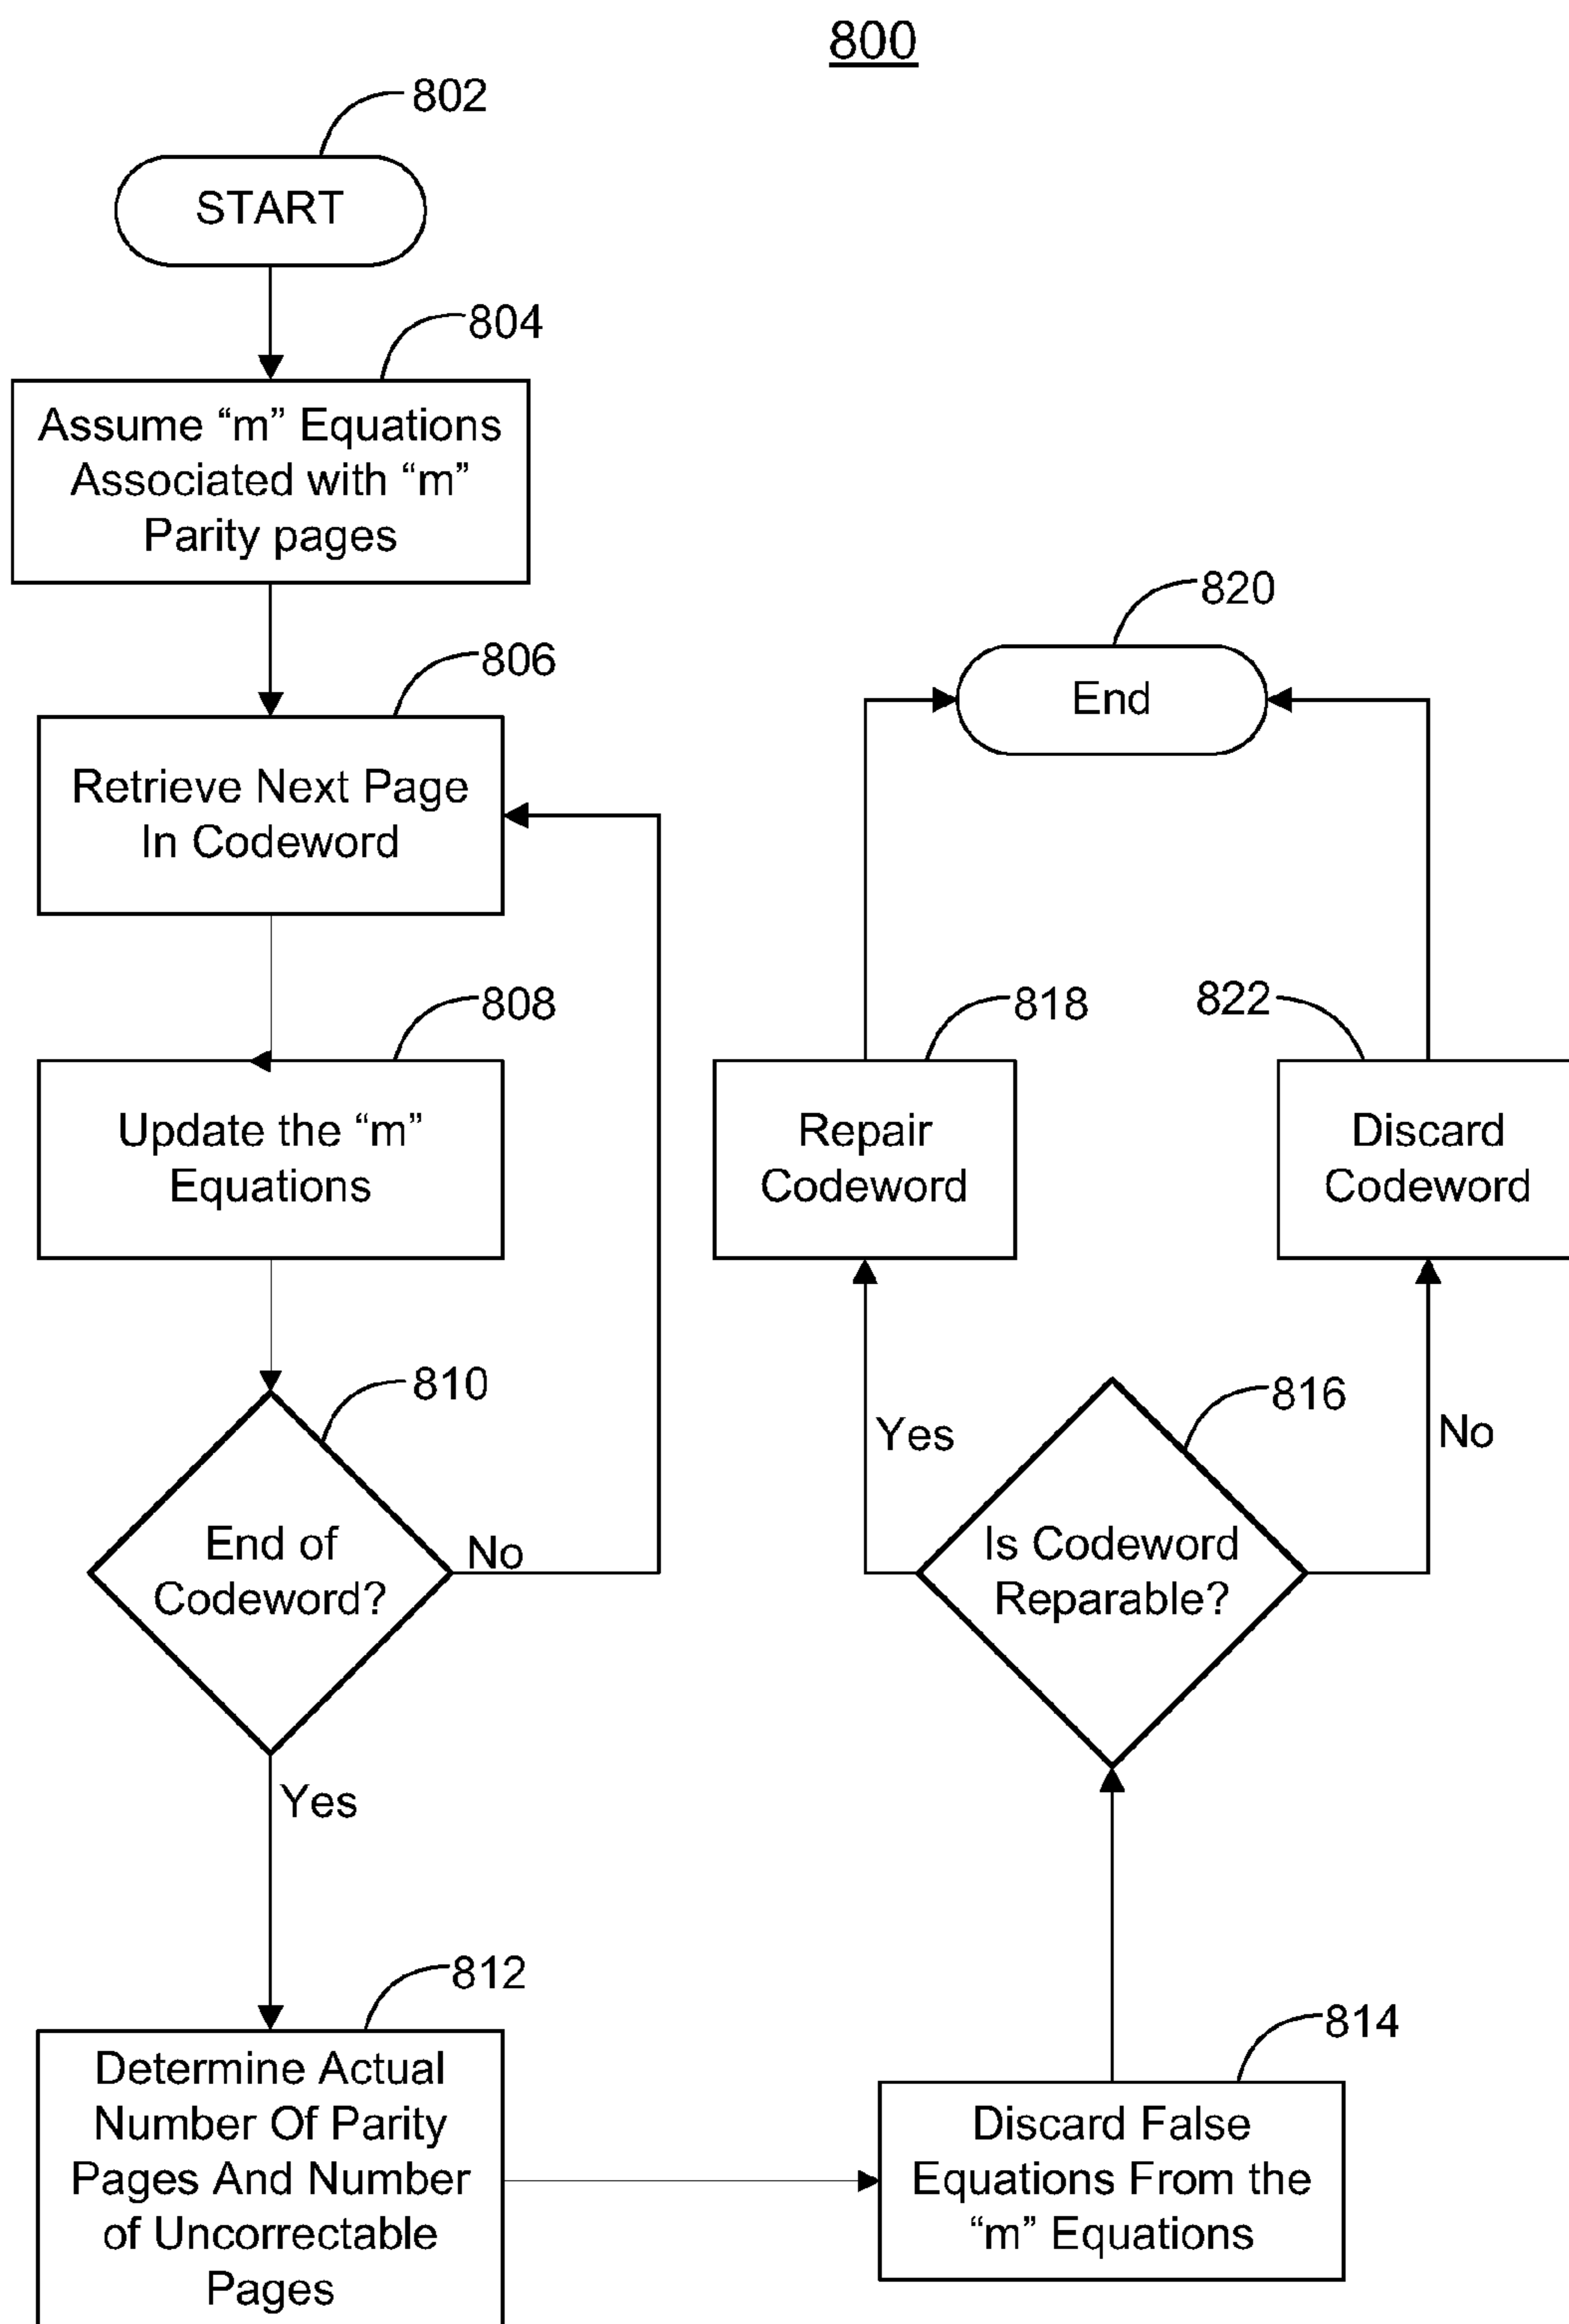 800
802
START
804
Assume “m” Equations
Associated with “m”
Parity pages
806
Retrieve Next Page
In Codeword
808
Update the “m”
Equations
810
End of
Codeword?
No
Yes
812
Determine Actual
Number Of Parity
Pages And Number
of Uncorrectable
Pages
814
Discard False
Equations From the
“m” Equations
816
Is Codeword
Reparable?
Yes
No
818
Repair
Codeword
822
Discard
Codeword
820
End